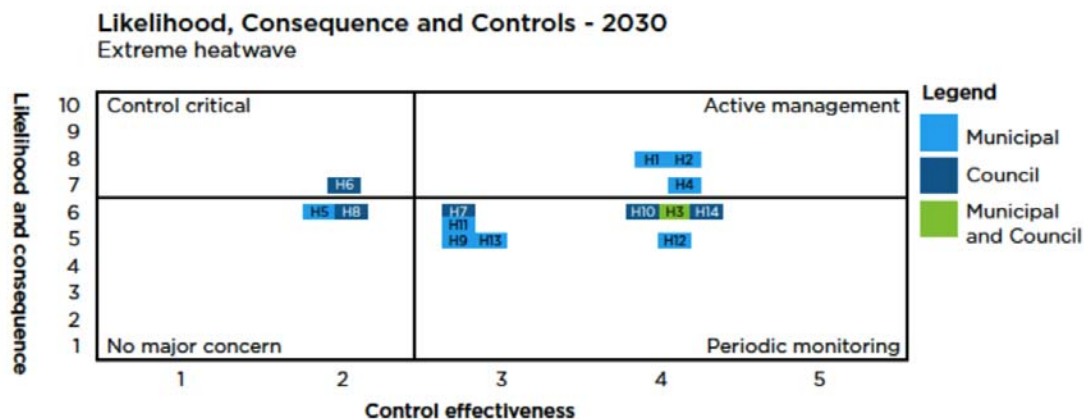 Likelihood, Consequence and Controls - 2030
Extreme heatwave
Likelihood and consequence
10
9
8
7
6
5
4
3
2
1
Control critical
Active management
H1 H2
H6
H4
H5 H8
H7
H10 H3 H14
H11
H9 H13
H12
No major concern
Periodic monitoring
1 2 3 4 5
Control effectiveness
Legend
Municipal
Council
Municipal
and Council